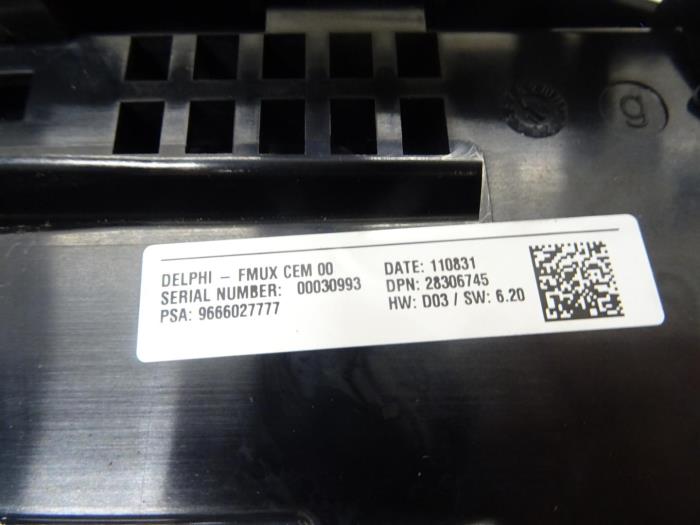 g
DELPHI – FMUX CEM 00
SERIAL NUMBER: 00030993
PSA: 9666027777
DATE: 110831
DPN: 28306745
HW: D03 / SW: 6.20